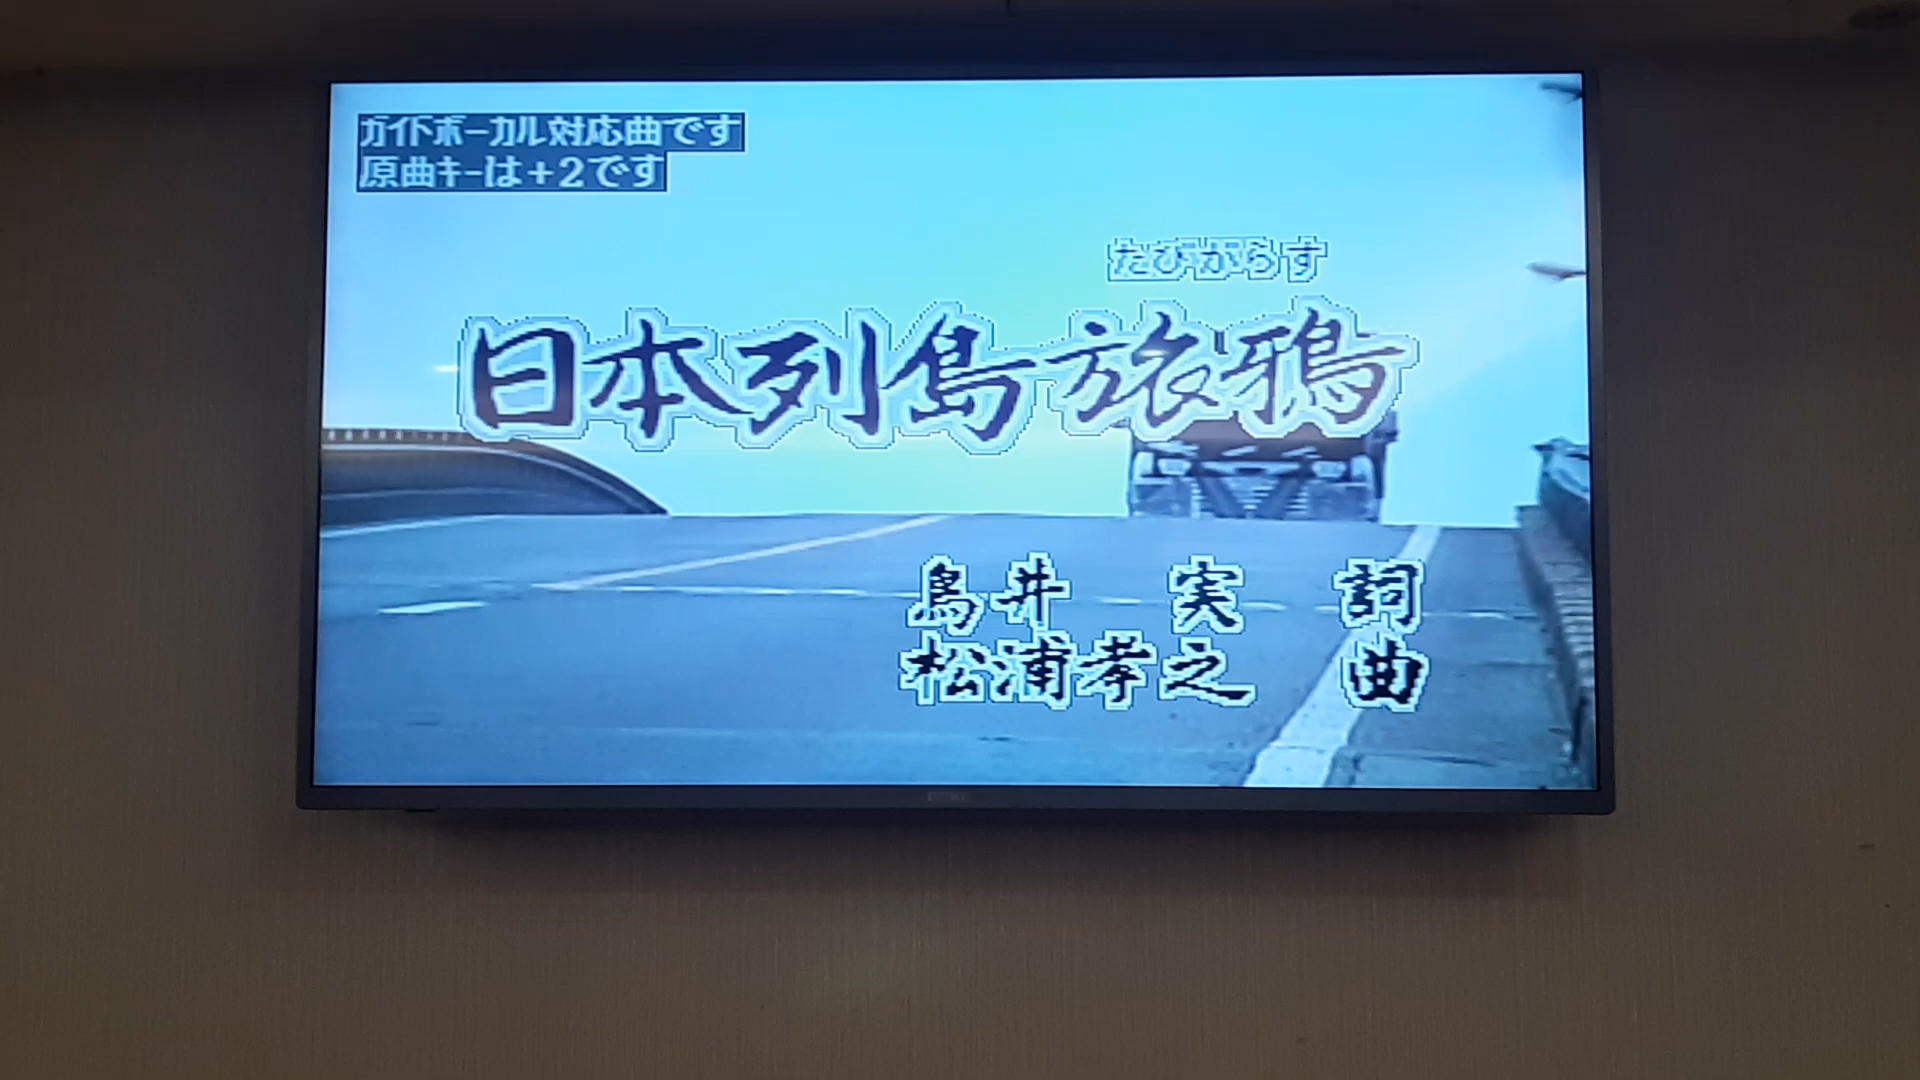 ガイドボーカル対応曲です
原曲キーは+2です
たびがらす
日本列島旅鴉
鳥井 実 詞
松浦孝之 曲